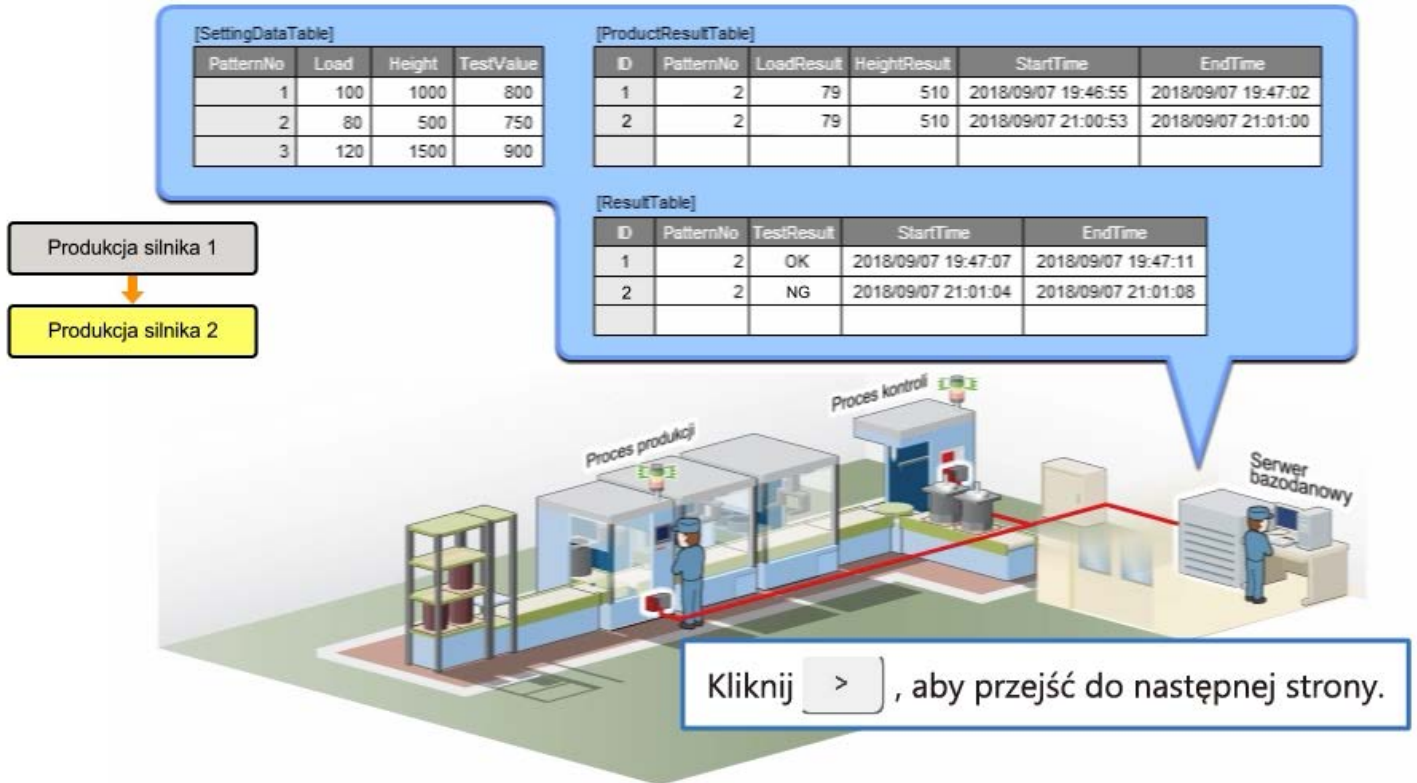 [SettingDataTable]
PatternNo Load Height TestValue
1 100 1000 800
2 80 500 750
3 120 1500 900
[ProductResultTable]
ID PatternNo LoadResult HeightResult StartTime EndTime
1 2 79 510 2018/09/07 19:46:55 2018/09/07 19:47:02
2 2 79 510 2018/09/07 21:00:53 2018/09/07 21:01:00
[ResultTable]
ID PatternNo TestResult StartTime EndTime
1 2 OK 2018/09/07 19:47:07 2018/09/07 19:47:11
2 2 NG 2018/09/07 21:01:04 2018/09/07 21:01:08
Produkcja silnika 1
Produkcja silnika 2
Proces produkcji
Proces kontroli
Serwer
bazodanowy
Kliknij > , aby przejść do następnej strony.